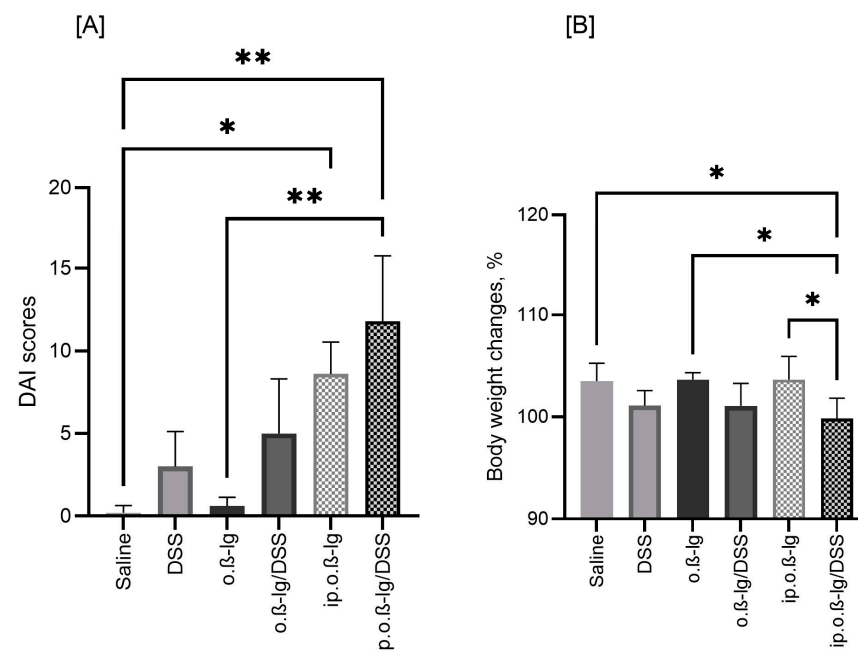 [A]
[B]
**
*
**
*
*
*
DAI scores
20
15
10
5
0
Saline
DSS
o.ß-lg
o.ß-lg/DSS
ip.o.ß-lg
p.o.ß-lg/DSS
Body weight changes, %
120
110
100
90
Saline
DSS
o.ß-lg
o.ß-lg/DSS
ip.o.ß-lg
ip.o.ß-lg/DSS